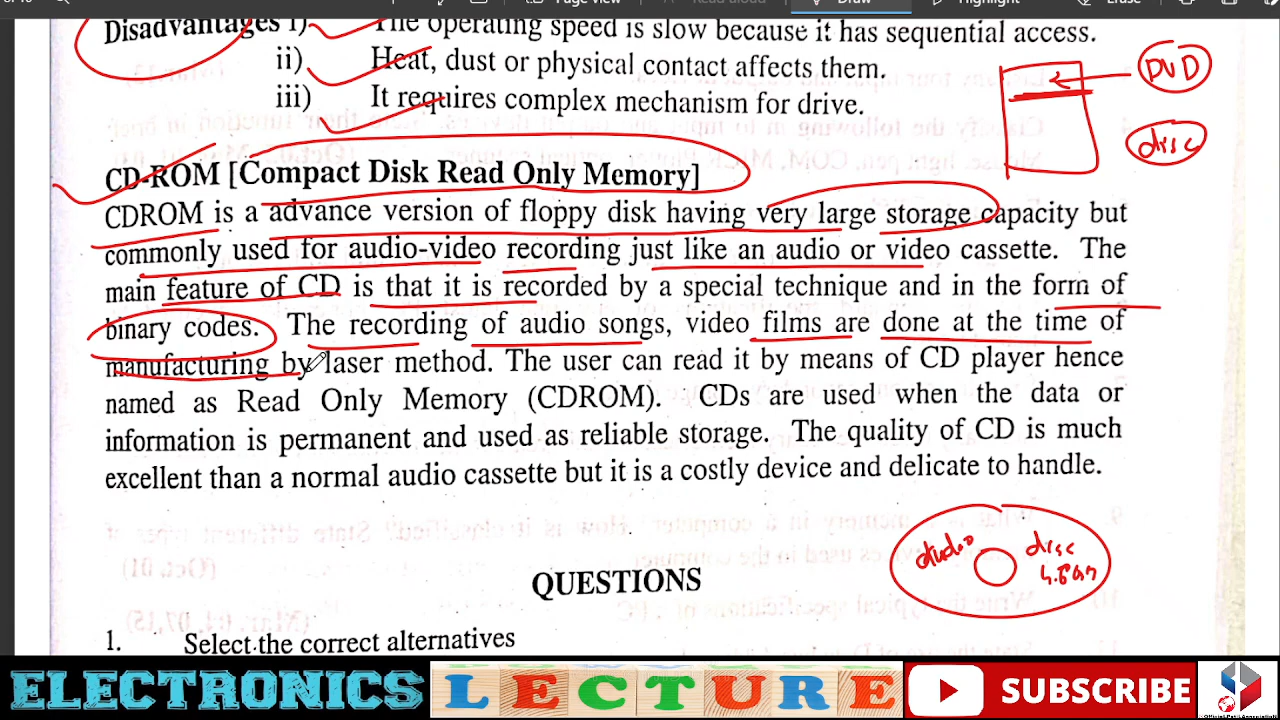 Page view
Read aloud
Draw
Highlight
Erase
Disadvantages i) The operating speed is slow because it has sequential access.
ii) Heat, dust or physical contact affects them.
iii) It requires complex mechanism for drive.
DVD
disc
CD-ROM [Compact Disk Read Only Memory]
CDROM is a advance version of floppy disk having very large storage capacity but
commonly used for audio-video recording just like an audio or video cassette. The
main feature of CD is that it is recorded by a special technique and in the form of
binary codes. The recording of audio songs, video films are done at the time of
manufacturing by laser method. The user can read it by means of CD player hence
named as Read Only Memory (CDROM). CDs are used when the data or
information is permanent and used as reliable storage. The quality of CD is much
excellent than a normal audio cassette but it is a costly device and delicate to handle.
disc
QUESTIONS
1. Select the correct alternatives
ELECTRONICS LECTURE SUBSCRIBE